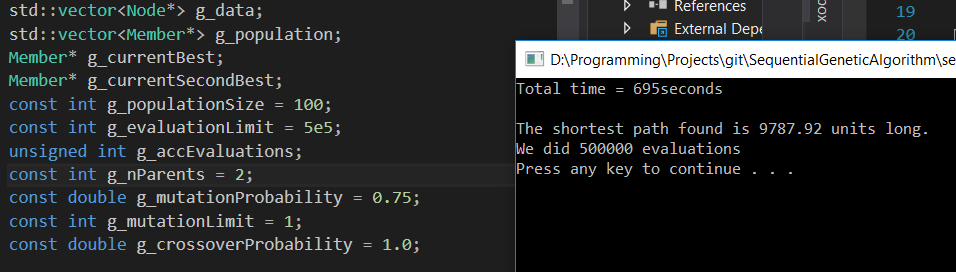 std::vector<Node*> g_data;
std::vector<Member*> g_population;
Member* g_currentBest;
Member* g_currentSecondBest;
const int g_populationSize = 100;
const int g_evaluationLimit = 5e5;
unsigned int g_accEvaluations;
const int g_nParents = 2;
const double g_mutationProbability = 0.75;
const int g_mutationLimit = 1;
const double g_crossoverProbability = 1.0;
References
External Depe
19
20
D:\Programming\Projects\git\SequentialGeneticAlgorithm\se
Total time = 695seconds
The shortest path found is 9787.92 units long.
We did 500000 evaluations
Press any key to continue . . .